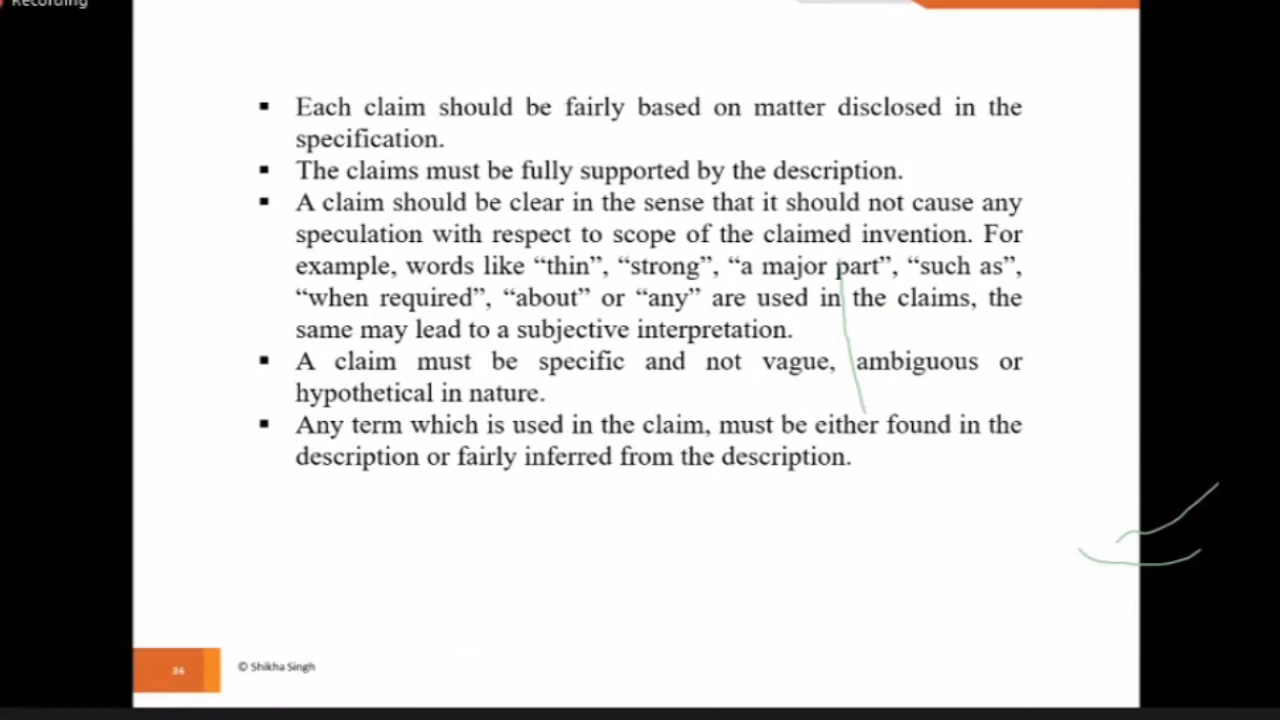 Recording
▪ Each claim should be fairly based on matter disclosed in the
specification.
▪ The claims must be fully supported by the description.
▪ A claim should be clear in the sense that it should not cause any
speculation with respect to scope of the claimed invention. For
example, words like “thin”, “strong”, “a major part”, “such as”,
“when required”, “about” or “any” are used in the claims, the
same may lead to a subjective interpretation.
▪ A claim must be specific and not vague, ambiguous or
hypothetical in nature.
▪ Any term which is used in the claim, must be either found in the
description or fairly inferred from the description.
36
© Shikha Singh